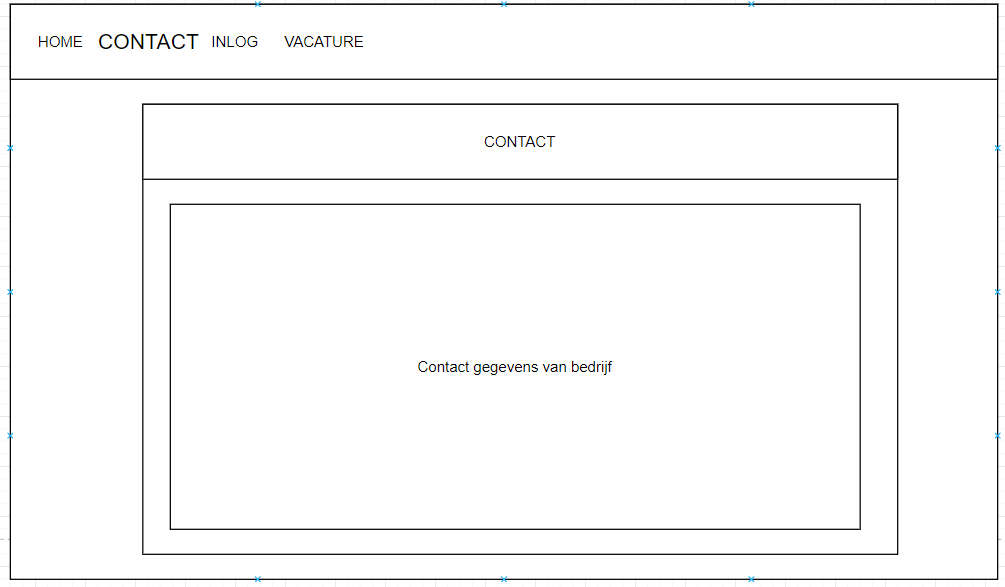 HOME CONTACT INLOG VACATURE
CONTACT
Contact gegevens van bedrijf